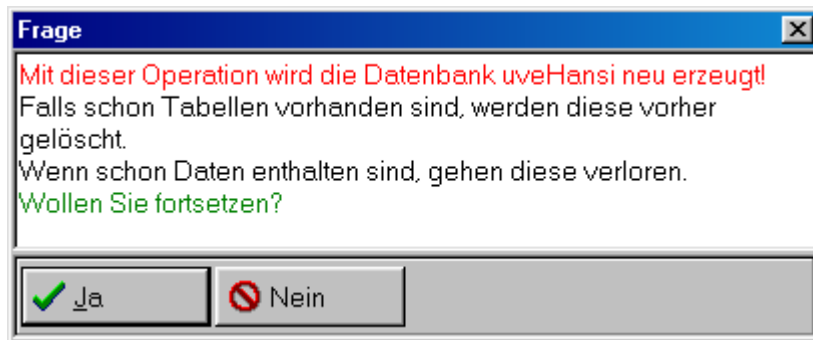 Frage
Mit dieser Operation wird die Datenbank uveHansi neu erzeugt!
Falls schon Tabellen vorhanden sind, werden diese vorher
gelöscht.
Wenn schon Daten enthalten sind, gehen diese verloren.
Wollen Sie fortsetzen?
Ja
Nein